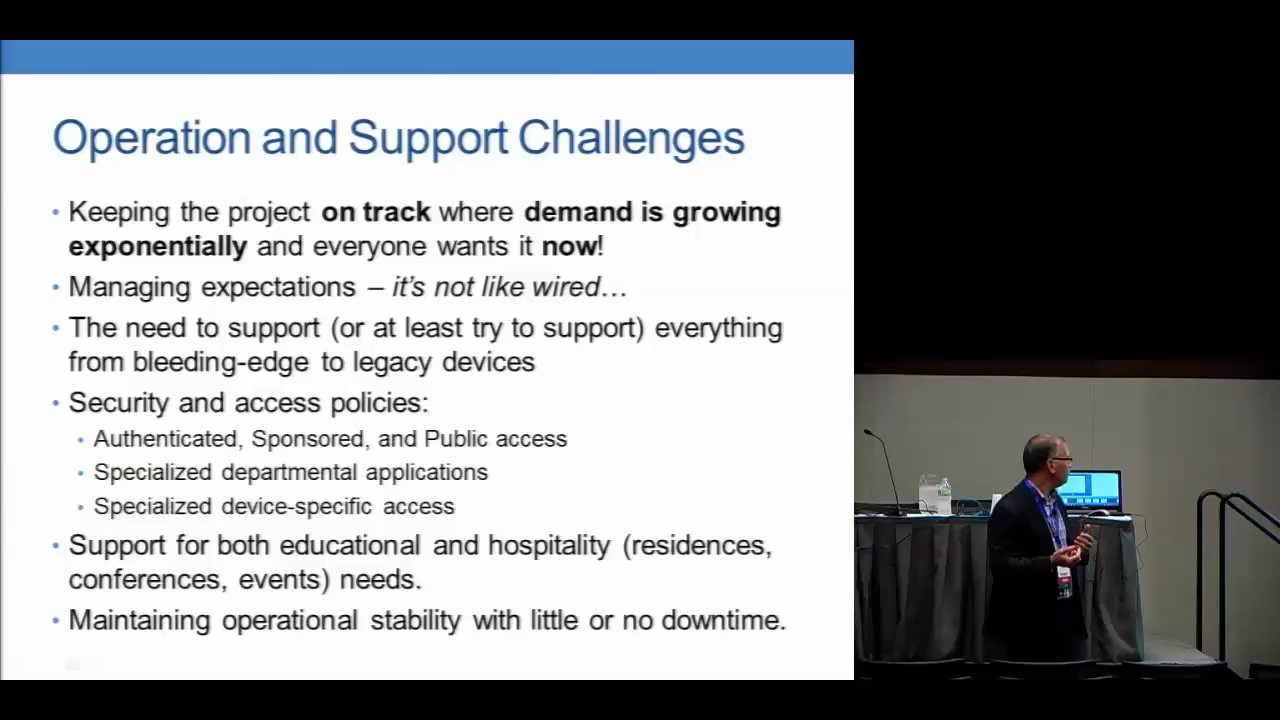 Operation and Support Challenges
• Keeping the project on track where demand is growing
exponentially and everyone wants it now!
• Managing expectations – it's not like wired…
• The need to support (or at least try to support) everything
from bleeding-edge to legacy devices
• Security and access policies:
• Authenticated, Sponsored, and Public access
• Specialized departmental applications
• Specialized device-specific access
• Support for both educational and hospitality (residences,
conferences, events) needs.
• Maintaining operational stability with little or no downtime.